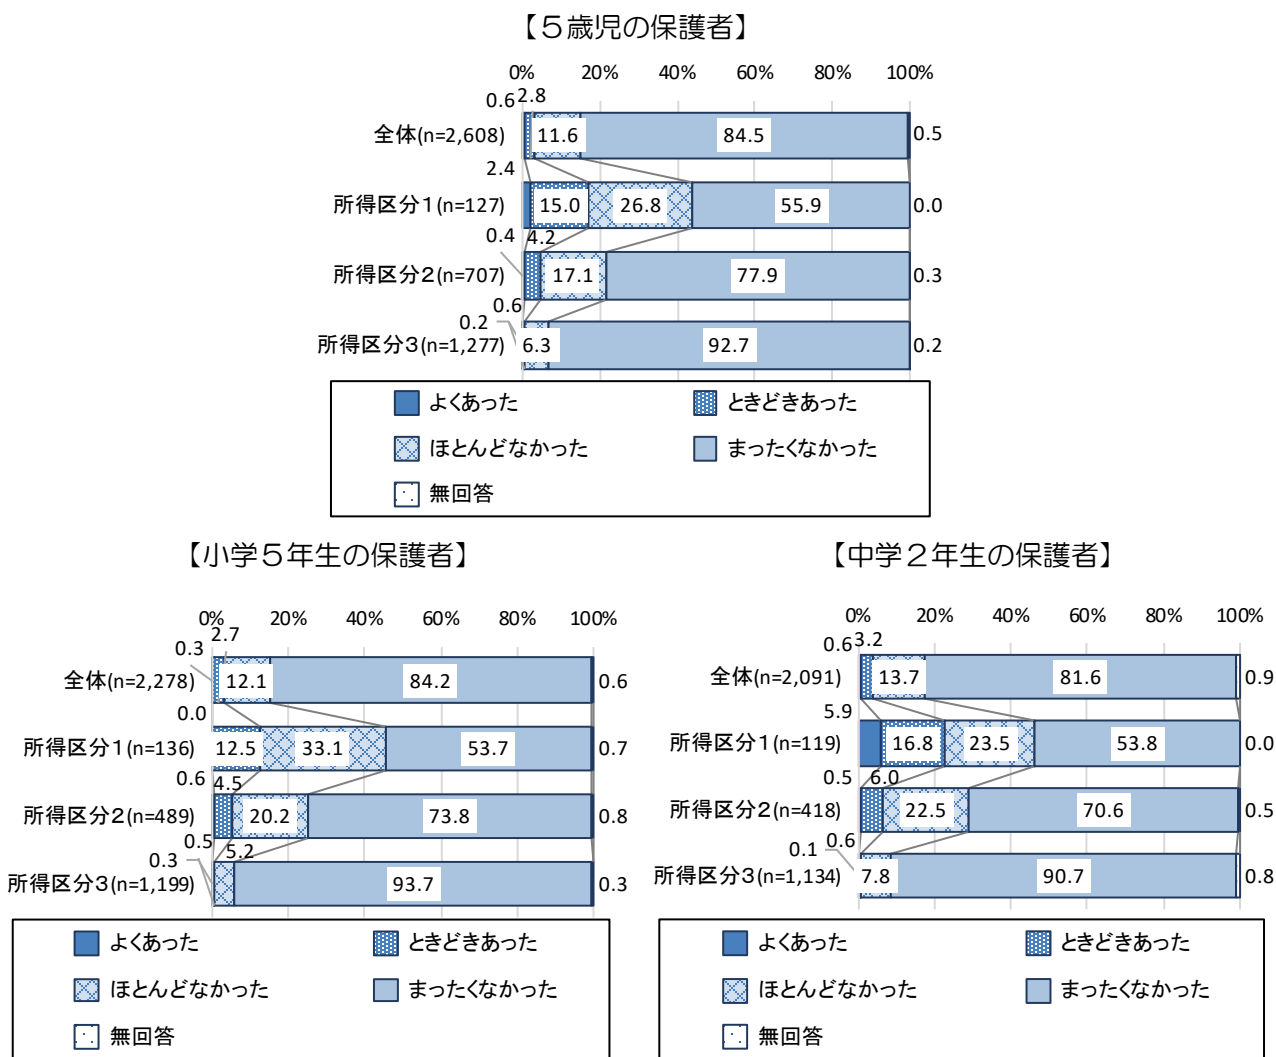 【５歳児の保護者】
0% 20% 40% 60% 80% 100%
0.6 2.8
全体(n=2,608) 11.6 84.5 0.5
2.4
所得区分１(n=127) 15.0 26.8 55.9 0.0
0.4 4.2
所得区分２(n=707) 17.1 77.9 0.3
0.6
0.2
所得区分３(n=1,277) 6.3 92.7 0.2
よくあった ときどきあった
ほとんどなかった まったくなかった
無回答
【小学５年生の保護者】
0% 20% 40% 60% 80% 100%
0.3 2.7
全体(n=2,278) 12.1 84.2 0.6
0.0
所得区分１(n=136) 12.5 33.1 53.7 0.7
0.6 4.5
所得区分２(n=489) 20.2 73.8 0.8
0.5 5.2
0.3
所得区分３(n=1,199) 93.7 0.3
よくあった ときどきあった
ほとんどなかった まったくなかった
無回答
【中学２年生の保護者】
0% 20% 40% 60% 80% 100%
0.6 3.2
全体(n=2,091) 13.7 81.6 0.9
5.9
所得区分１(n=119) 16.8 23.5 53.8 0.0
0.5 6.0
所得区分２(n=418) 22.5 70.6 0.5
0.1 0.6
所得区分３(n=1,134) 7.8 90.7 0.8
よくあった ときどきあった
ほとんどなかった まったくなかった
無回答